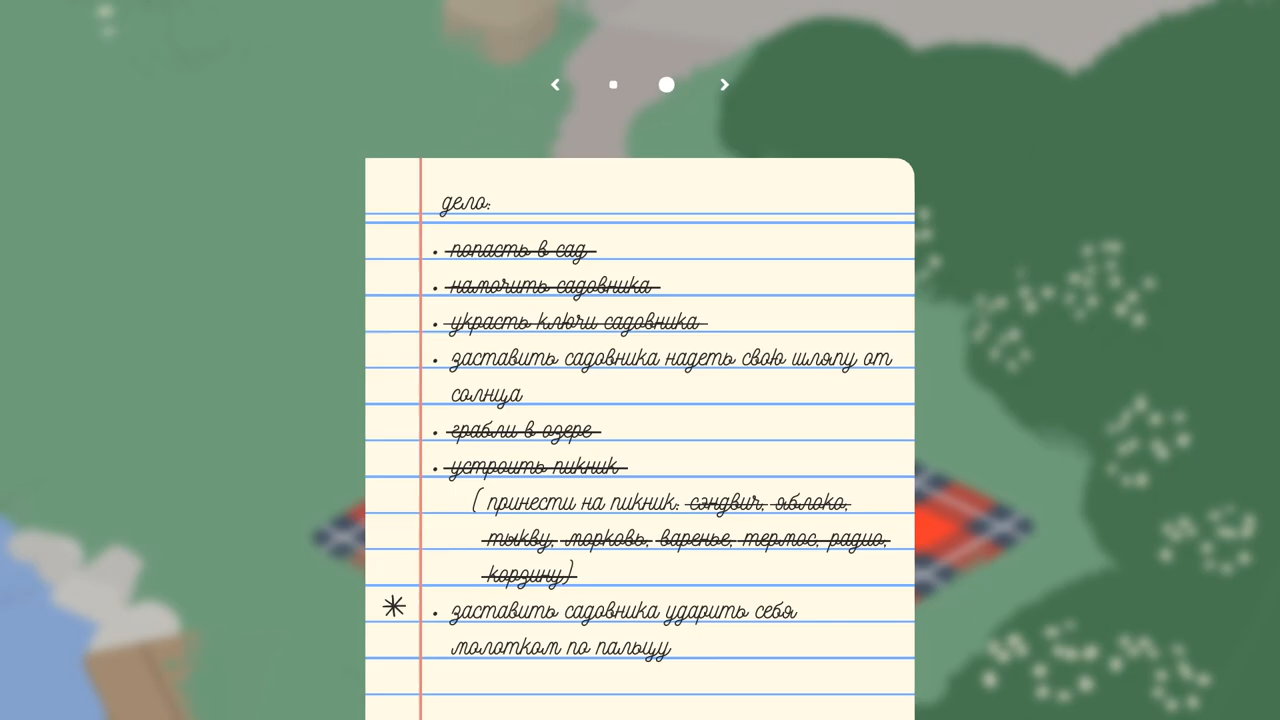 дело:
• попасть в сад
• намочить садовника
• украсть ключи садовника
• заставить садовника надеть свою шляпу от
солнца
• грабли в озере
• устроить пикник
(принести на пикник: сэндвич, яблоко,
тыкву, морковь, варенье, термос, радио,
корзину)
* • заставить садовника ударить себя
молотком по пальцу